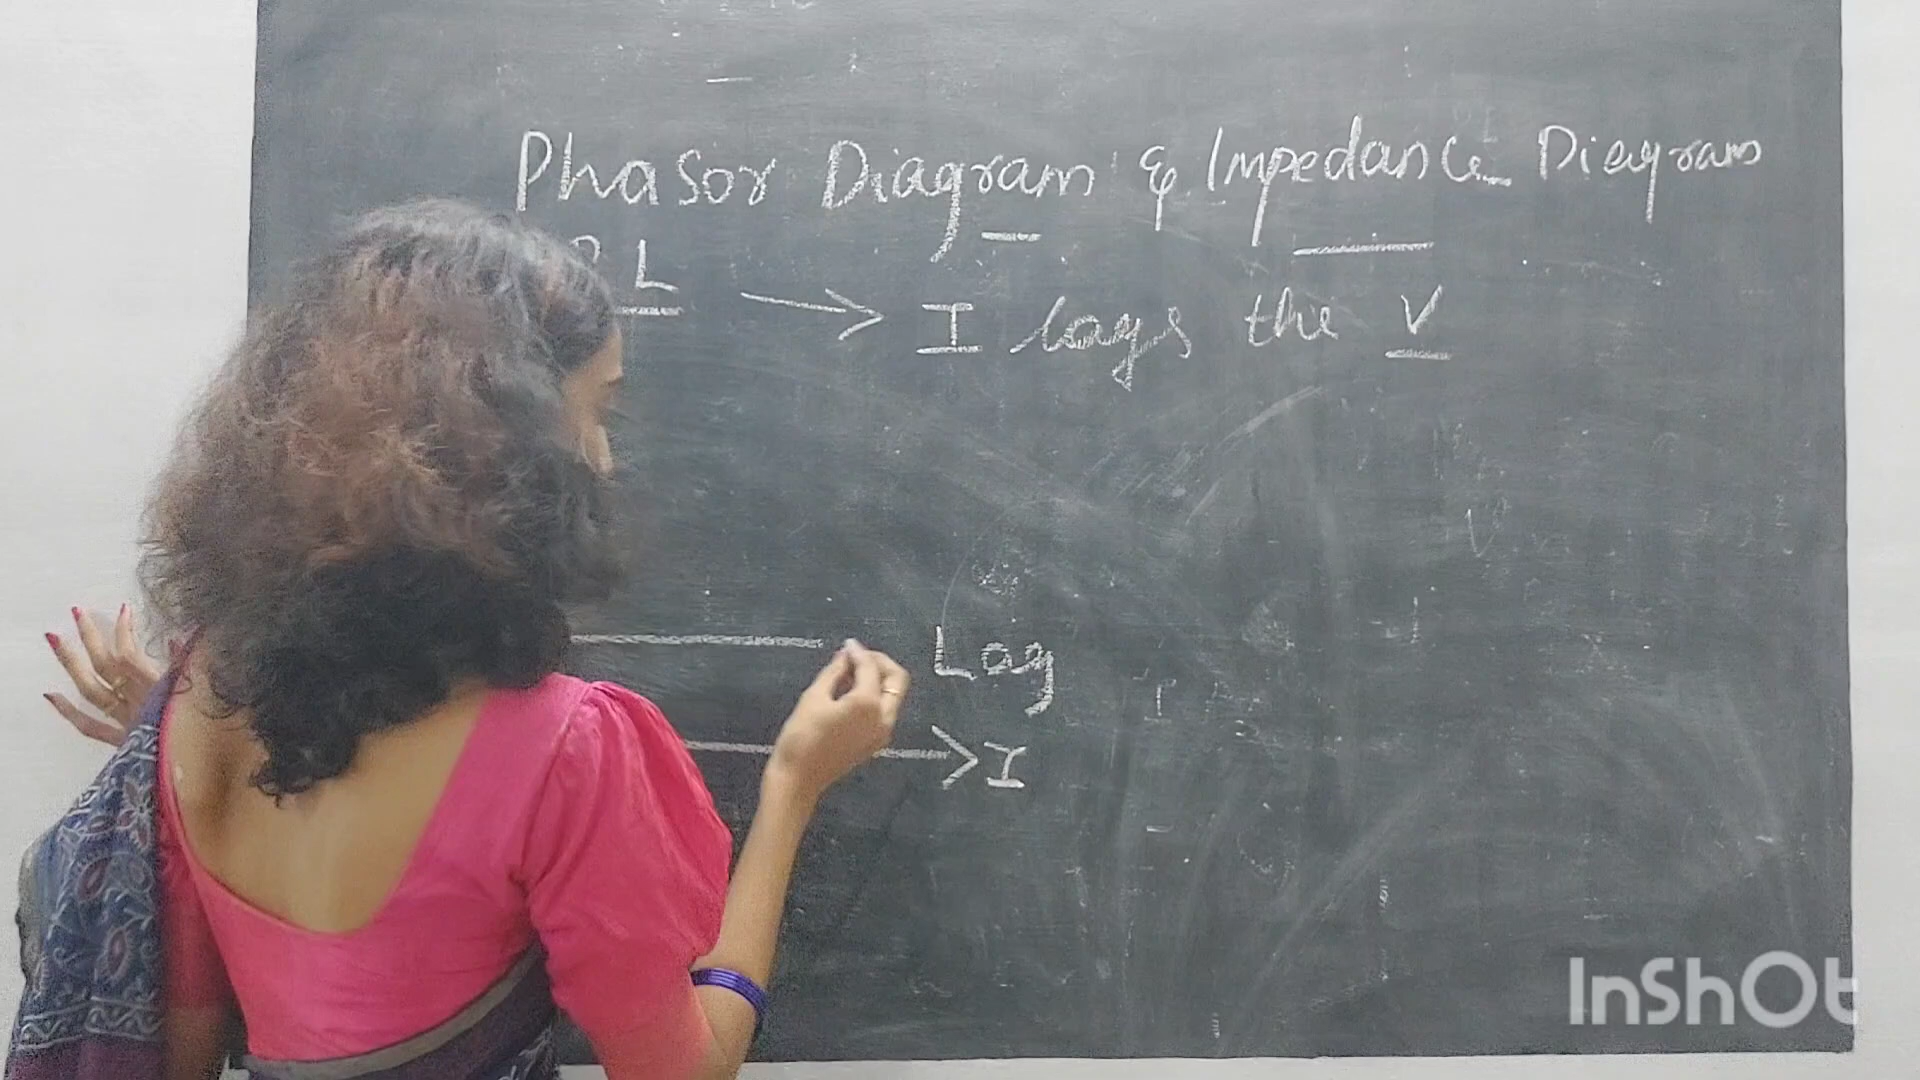 Phasor Diagram & Impedance Diagram
L → I lags the V
Lag
I
InShOt